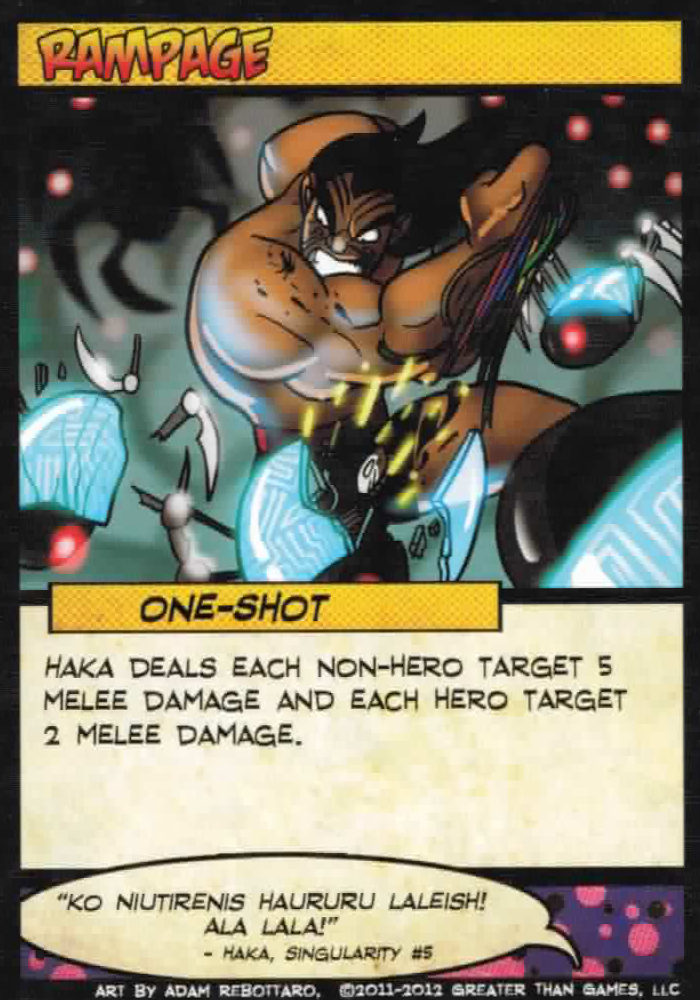 RAMPAGE
ONE-SHOT
HAKA DEALS EACH NON-HERO TARGET 5
MELEE DAMAGE AND EACH HERO TARGET
2 MELEE DAMAGE.
"KO NIUTIRENIS HAURURU LALEISH!
ALA LALA!"
- HAKA, SINGULARITY #5
ART BY ADAM REBOTTARO, ©2011-2012 GREATER THAN GAMES, LLC